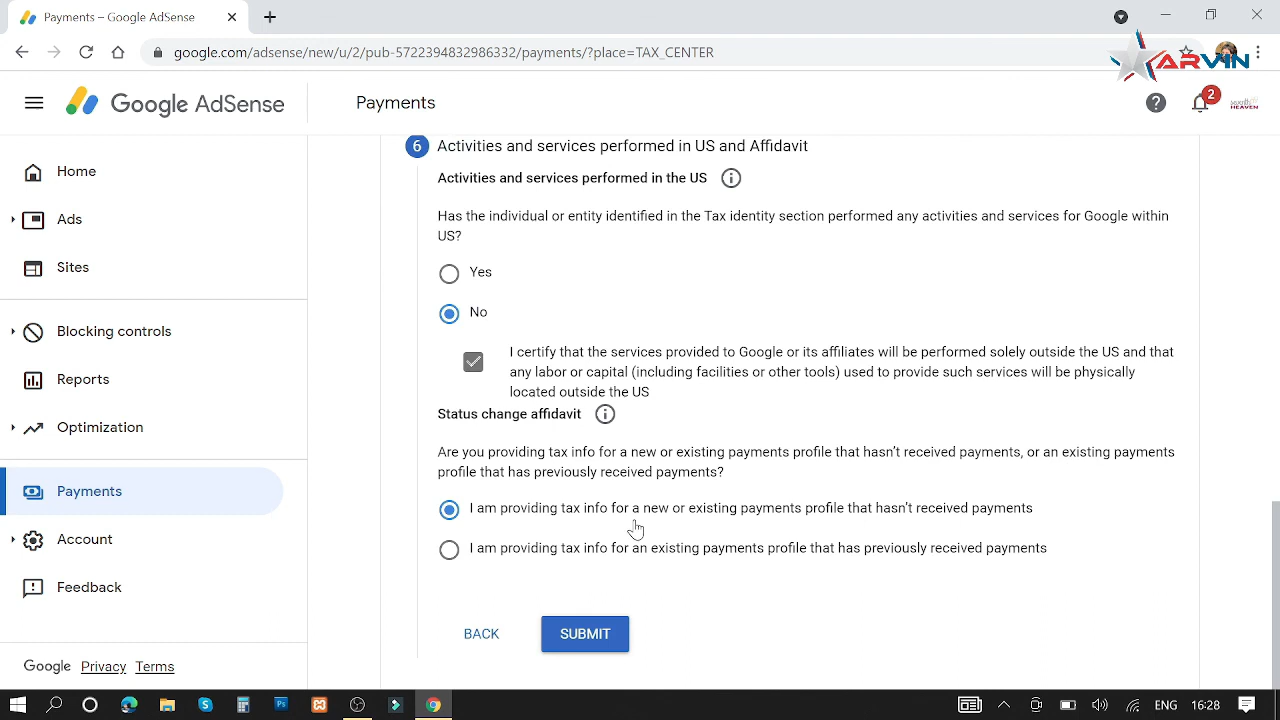 Payments – Google AdSense
google.com/adsense/new/u/2/pub-5722394832986332/payments/?place=TAX_CENTER
ARVIN
Google AdSense
Payments
2
HEAVEN
Home
Ads
Sites
Blocking controls
Reports
Optimization
Payments
Account
Feedback
Google Privacy Terms
6 Activities and services performed in US and Affidavit
Activities and services performed in the US
Has the individual or entity identified in the Tax identity section performed any activities and services for Google within
US?
Yes
No
I certify that the services provided to Google or its affiliates will be performed solely outside the US and that
any labor or capital (including facilities or other tools) used to provide such services will be physically
located outside the US
Status change affidavit
Are you providing tax info for a new or existing payments profile that hasn't received payments, or an existing payments
profile that has previously received payments?
I am providing tax info for a new or existing payments profile that hasn't received payments
I am providing tax info for an existing payments profile that has previously received payments
BACK
SUBMIT
Ps
ENG
16:28